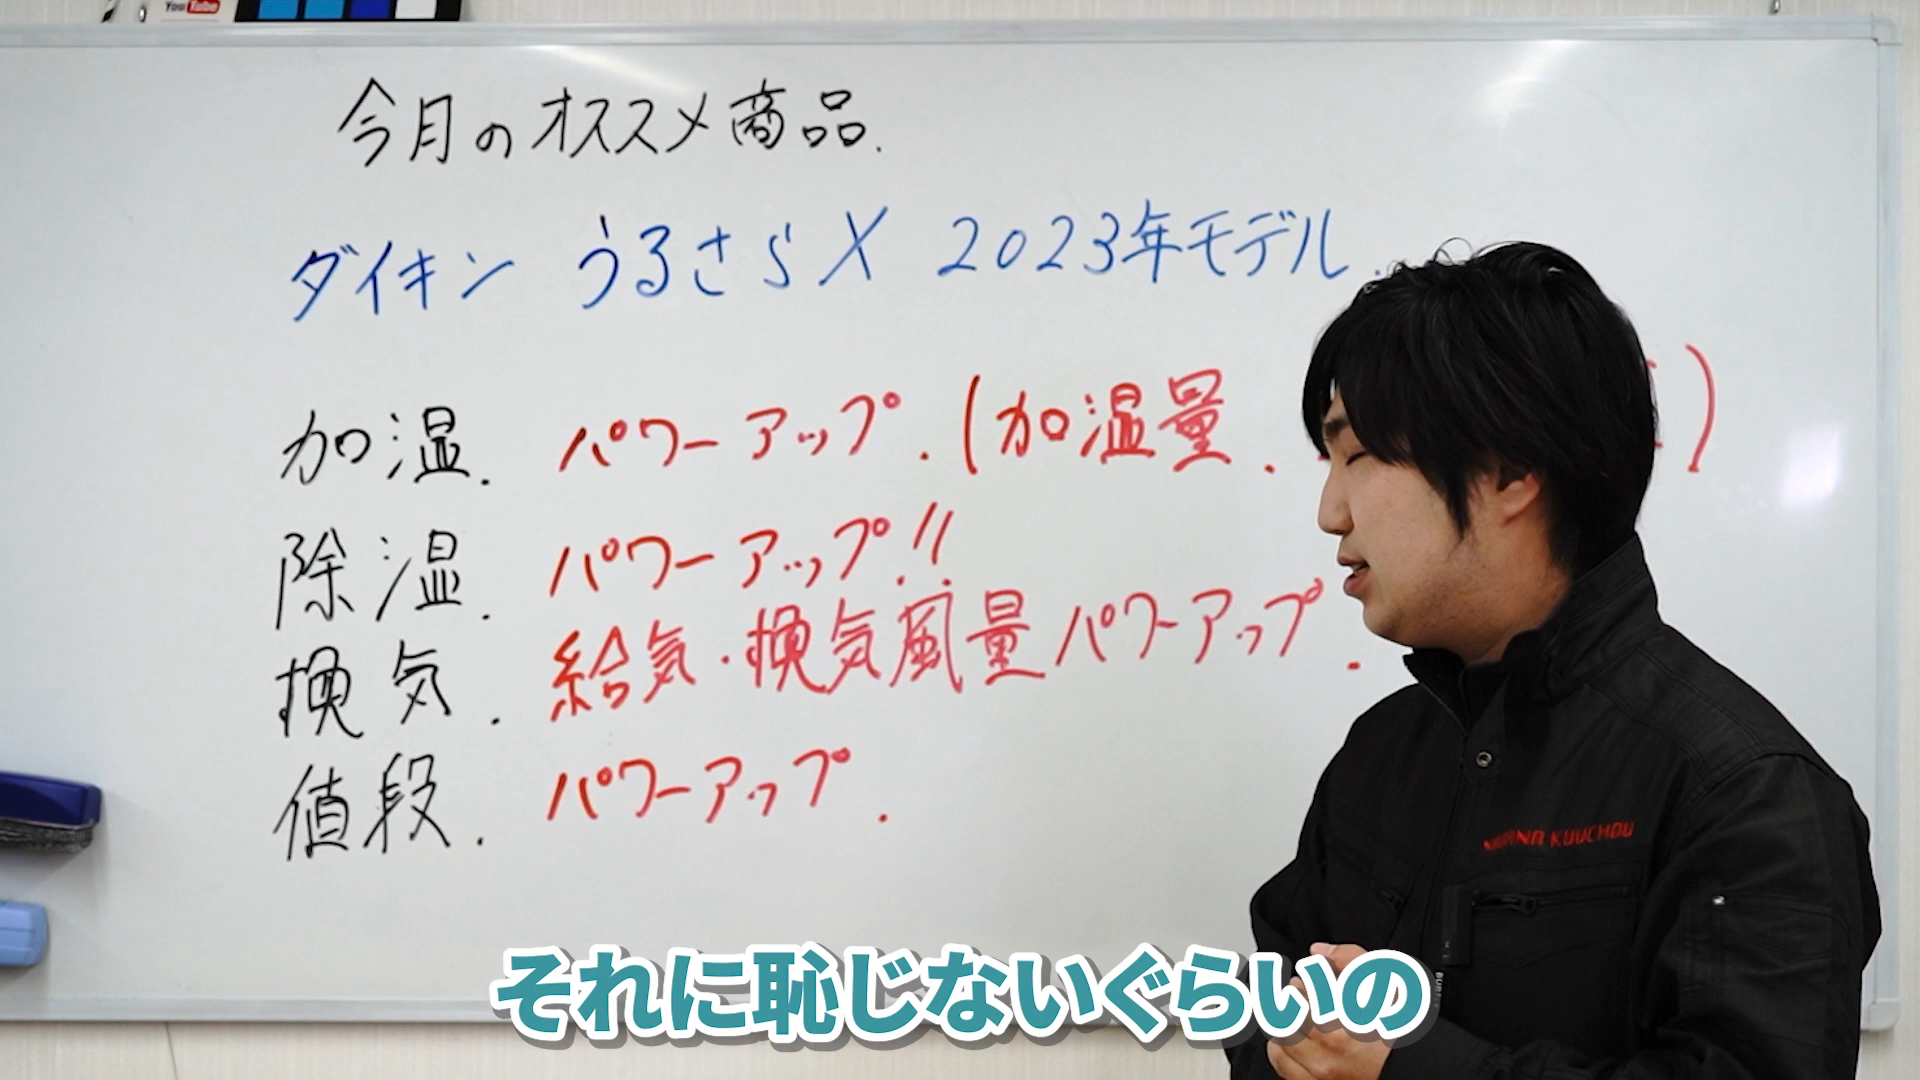 YouTube
今月のオススメ商品.
ダイキン うるさらX 2023年モデル.
加湿. パワーアップ.(加湿量.
除湿. パワーアップ!!
換気. 給気・換気風量パワーアップ.
値段. パワーアップ.
KUUCHOU
それに恥じないぐらいの